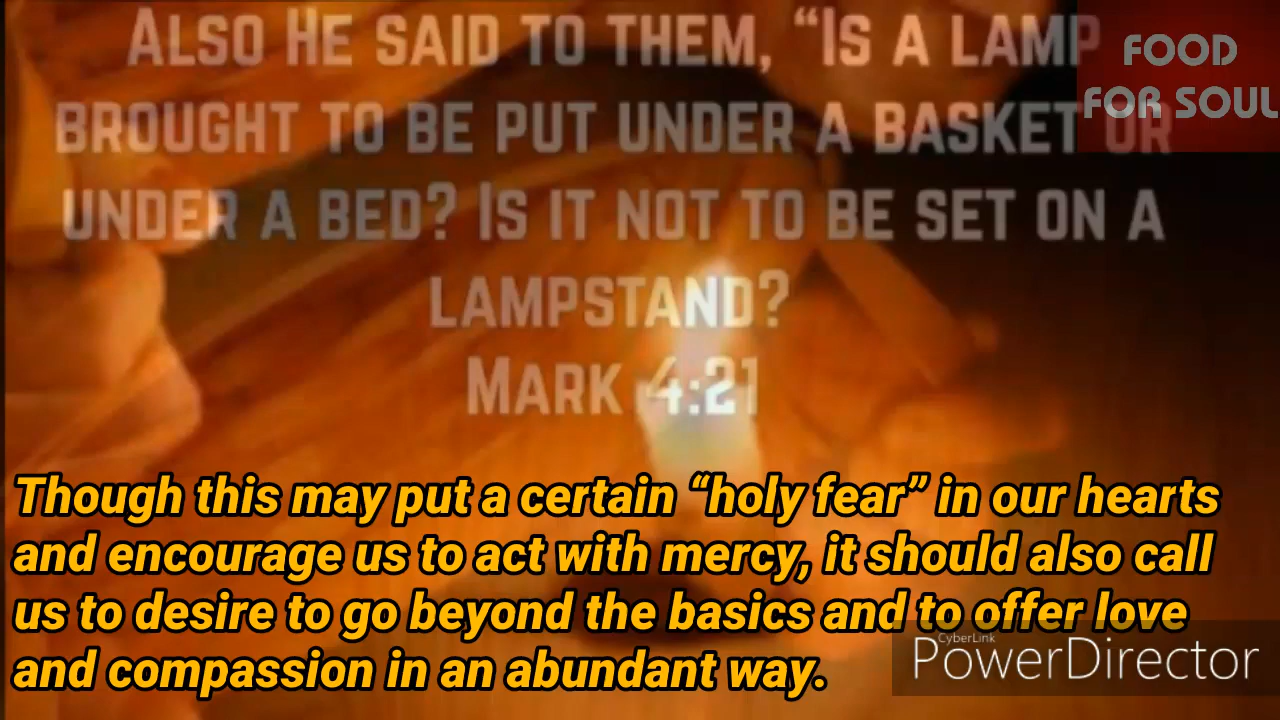 ALSO HE SAID TO THEM, “IS A LAMP
BROUGHT TO BE PUT UNDER A BASKET OR
UNDER A BED? IS IT NOT TO BE SET ON A
LAMPSTAND?
MARK 4:21
FOOD
FOR SOUL
Though this may put a certain “holy fear” in our hearts
and encourage us to act with mercy, it should also call
us to desire to go beyond the basics and to offer love
and compassion in an abundant way.
CyberLink
PowerDirector